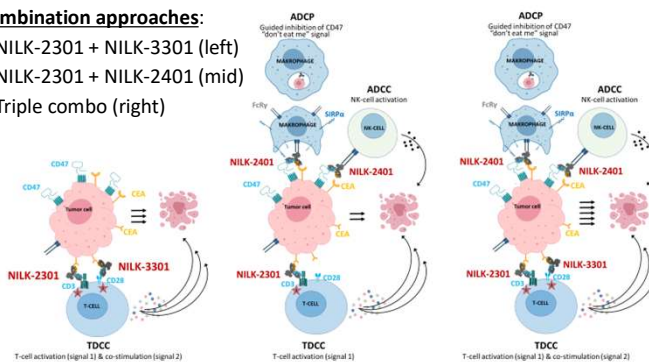 mbination approaches:
NILK-2301 + NILK-3301 (left)
NILK-2301 + NILK-2401 (mid)
Triple combo (right)
CD47
CD47
CEA
CEA
Tumor cell
NILK-2301
NILK-3301
CD3
CD28
T-CELL
TDCC
T-cell activation (signal 1) & co-stimulation (signal 2)
ADCP
Guided inhibition of CD47
"don't eat me" signal
MAKROPHAGE
ADCC
NK-cell activation
FcRγ
SIRPα
MAKROPHAGE
NK-CELL
NILK-2401
NILK-2401
CD47
CEA
Tumor cell
CEA
NILK-2301
CD3
T-CELL
TDCC
T-cell activation (signal 1)
ADCP
Guided inhibition of CD47
"don't eat me" signal
MAKROPHAGE
ADCC
NK-cell activation
FcRγ
SIRPα
MAKROPHAGE
NK-CELL
NILK-2401
NILK-2401
CD47
CEA
Tumor cell
CEA
NILK-2301
NILK-3301
CD3
CD28
T-CELL
TDCC
T-cell activation (signal 1) & co-stimulation (signal 2)